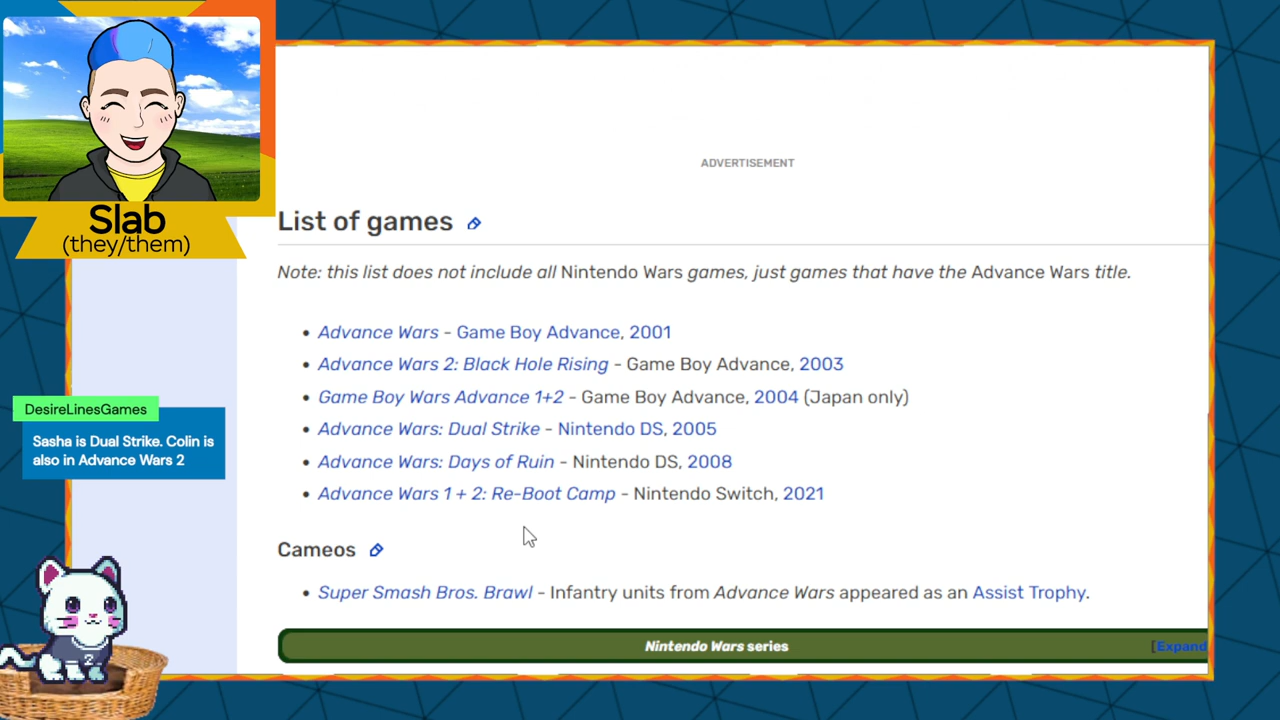 Slab
(they/them)
ADVERTISEMENT
List of games
Note: this list does not include all Nintendo Wars games, just games that have the Advance Wars title.
• Advance Wars - Game Boy Advance, 2001
• Advance Wars 2: Black Hole Rising - Game Boy Advance, 2003
• Game Boy Wars Advance 1+2 - Game Boy Advance, 2004 (Japan only)
• Advance Wars: Dual Strike - Nintendo DS, 2005
• Advance Wars: Days of Ruin - Nintendo DS, 2008
• Advance Wars 1 + 2: Re-Boot Camp - Nintendo Switch, 2021
Cameos
• Super Smash Bros. Brawl - Infantry units from Advance Wars appeared as an Assist Trophy.
Nintendo Wars series [Expand
DesireLinesGames
Sasha is Dual Strike. Colin is
also in Advance Wars 2
2